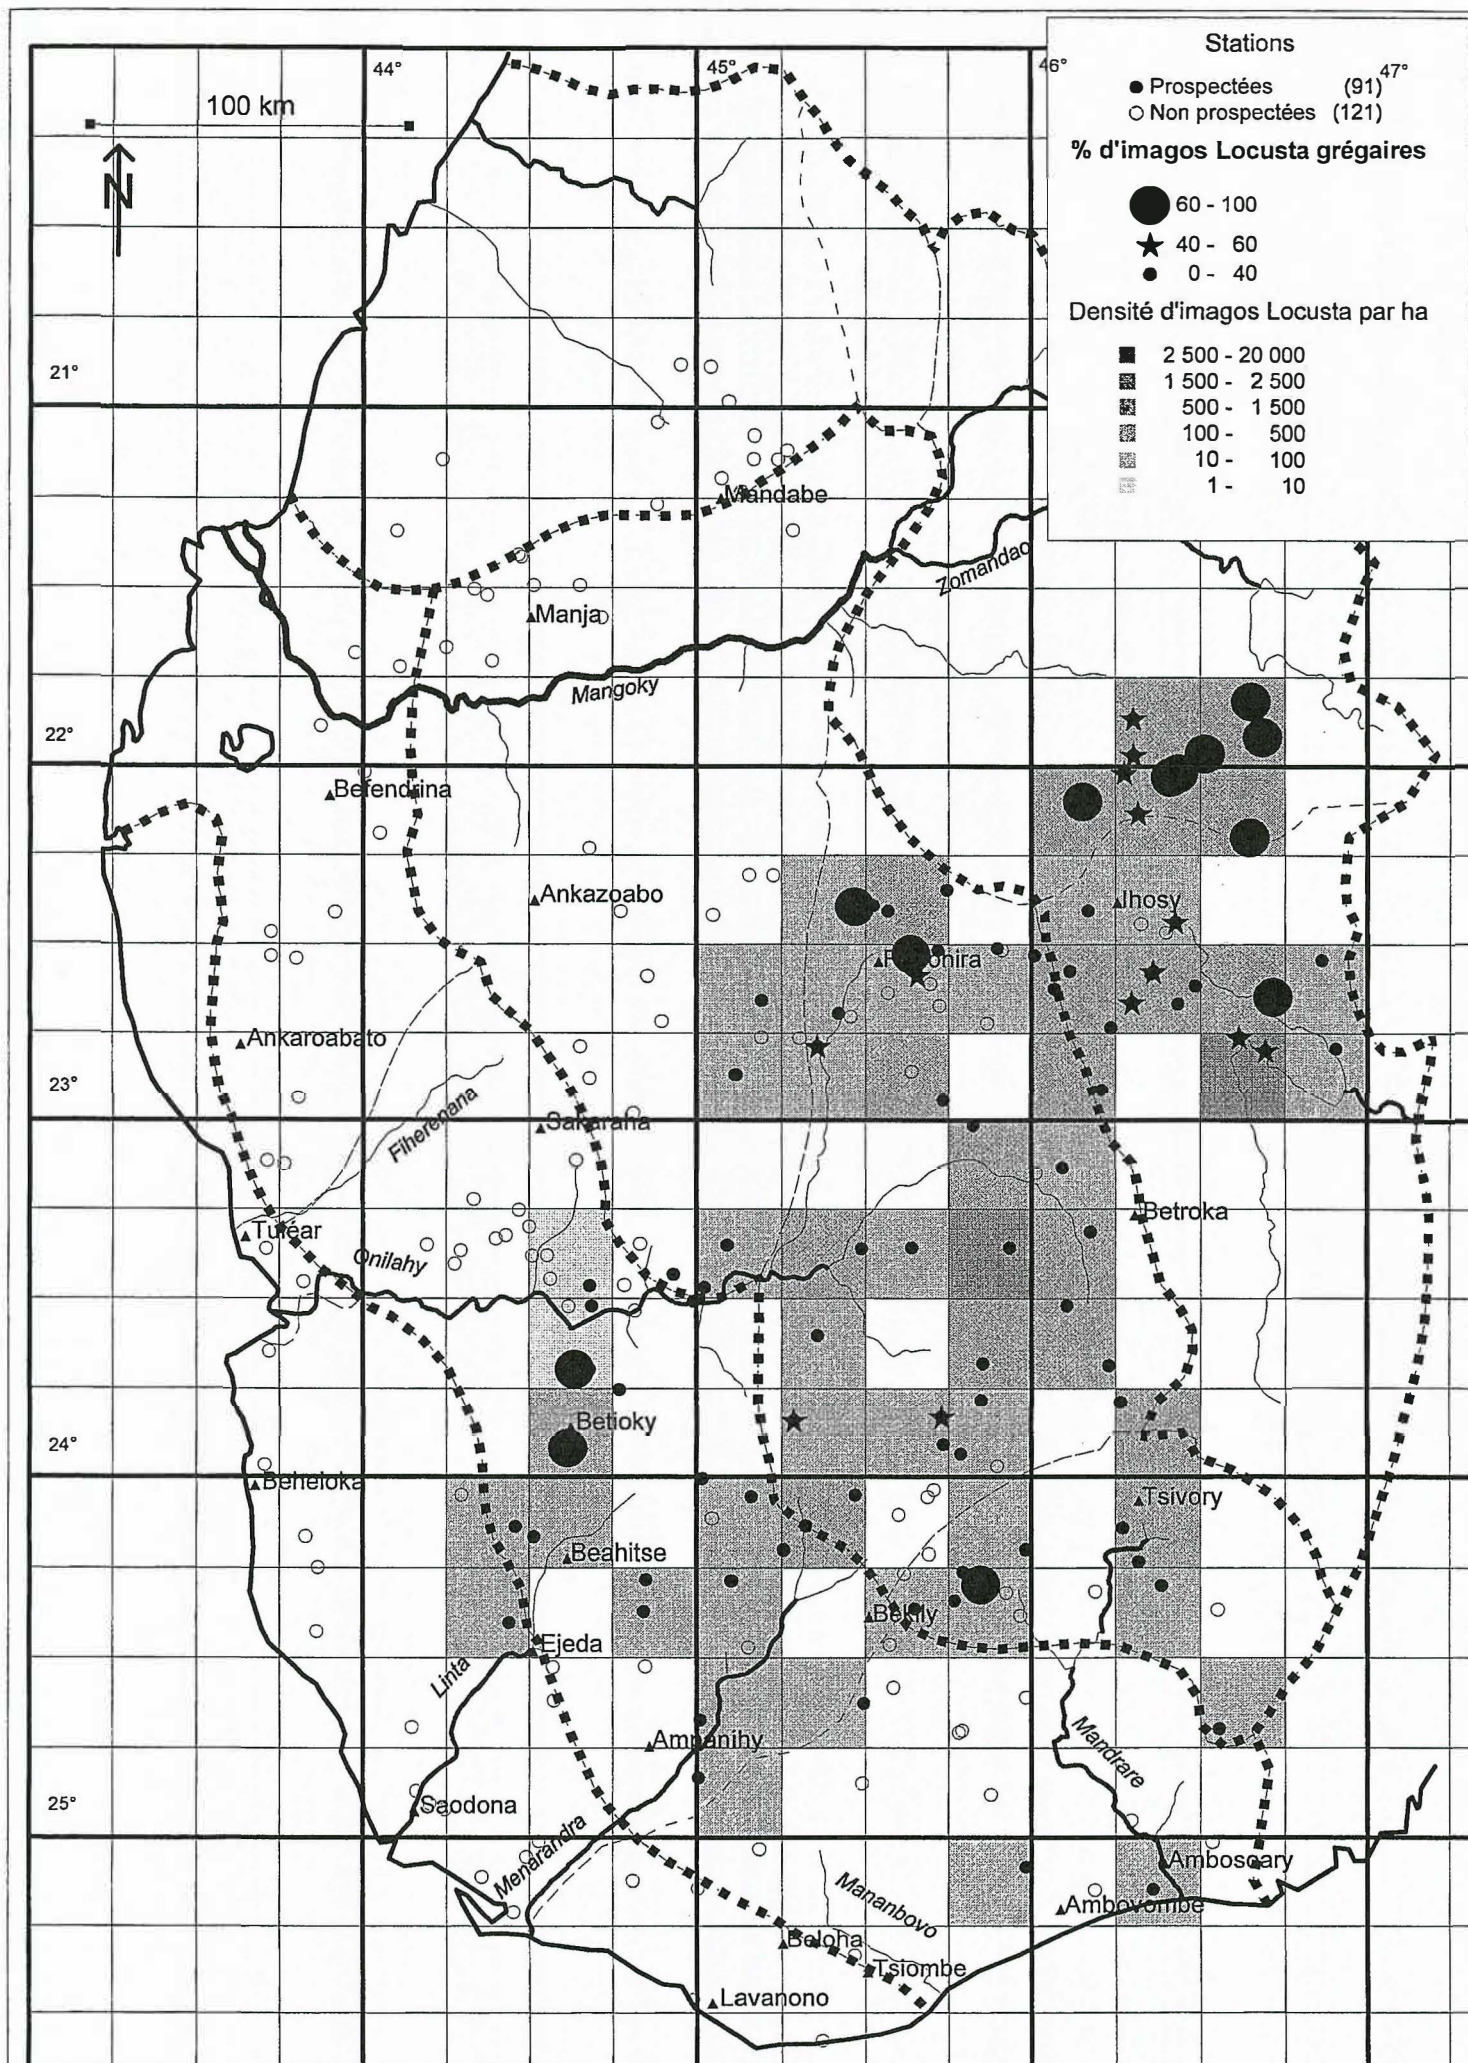 Stations
● Prospectées (91)
○ Non prospectées (121)
% d'imagos Locusta grégaires
60 - 100
40 - 60
0 - 40
Densité d'imagos Locusta par ha
2 500 - 20 000
1 500 - 2 500
500 - 1 500
100 - 500
10 - 100
1 - 10
44°
45°
46°
47°
100 km
N
21°
Mandabe
Zomandao
Manja
Mangoky
22°
Befendrina
Ankazoabo
Ihosy
Ankaroabato
23°
Fiherenana
Sakaraha
Betroka
Tuléar
Onilahy
Betioky
24°
Beheloka
Tsivory
Beahitse
Bekily
Ejeda
Linta
Ampanihy
Mandrare
25°
Saodona
Menarandra
Amboscary
Mananbovo
Ambovombe
Beloha
Tsiombe
Lavanono